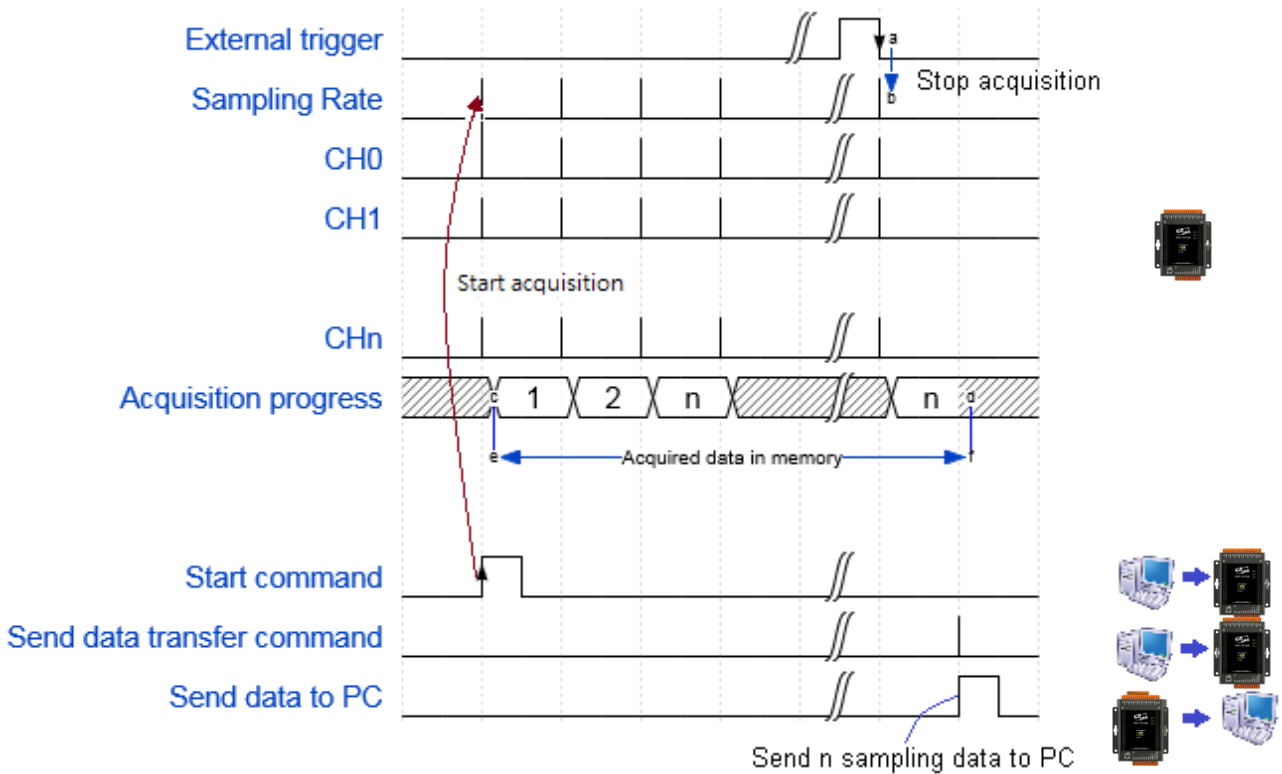 External trigger
a
Stop acquisition
Sampling Rate
b
CH0
CH1
Start acquisition
CHn
Acquisition progress
c 1 2 n n d
e Acquired data in memory f
Start command
Send data transfer command
Send data to PC
Send n sampling data to PC